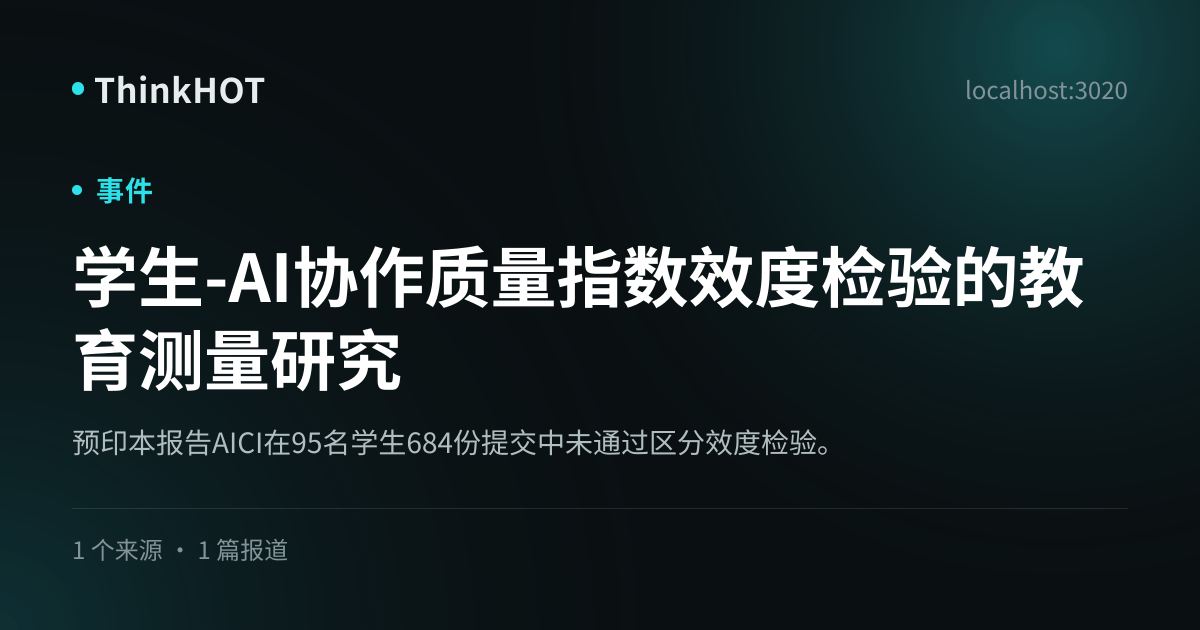 ThinkHOT
localhost:3020
事件
学生-AI协作质量指数效度检验的教
育测量研究
预印本报告AICI在95名学生684份提交中未通过区分效度检验。
1 个来源 · 1 篇报道